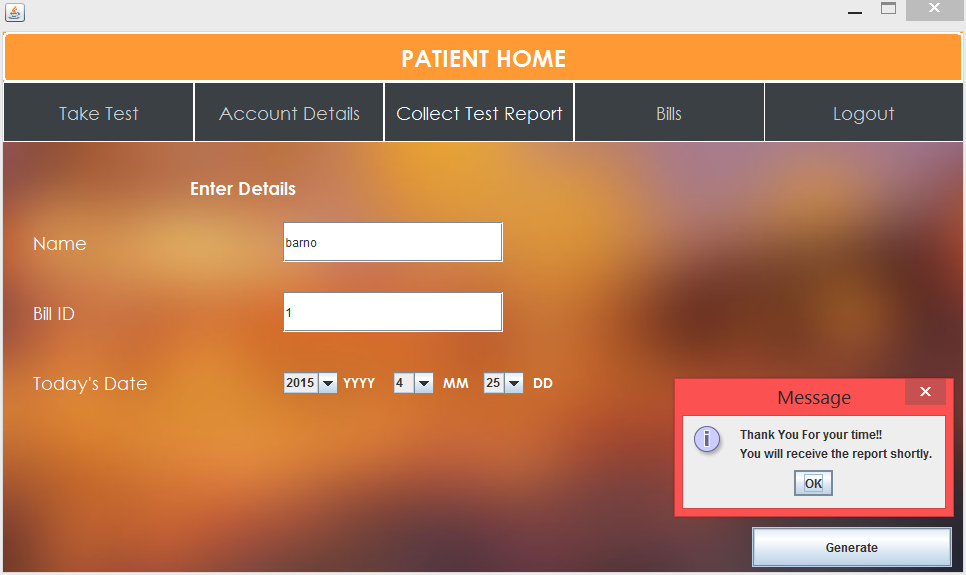 PATIENT HOME
Take Test Account Details Collect Test Report Bills Logout
Enter Details
Name barno
Bill ID 1
Today's Date 2015 YYYY 4 MM 25 DD
Message
Thank You For your time!!
You will receive the report shortly.
OK
Generate